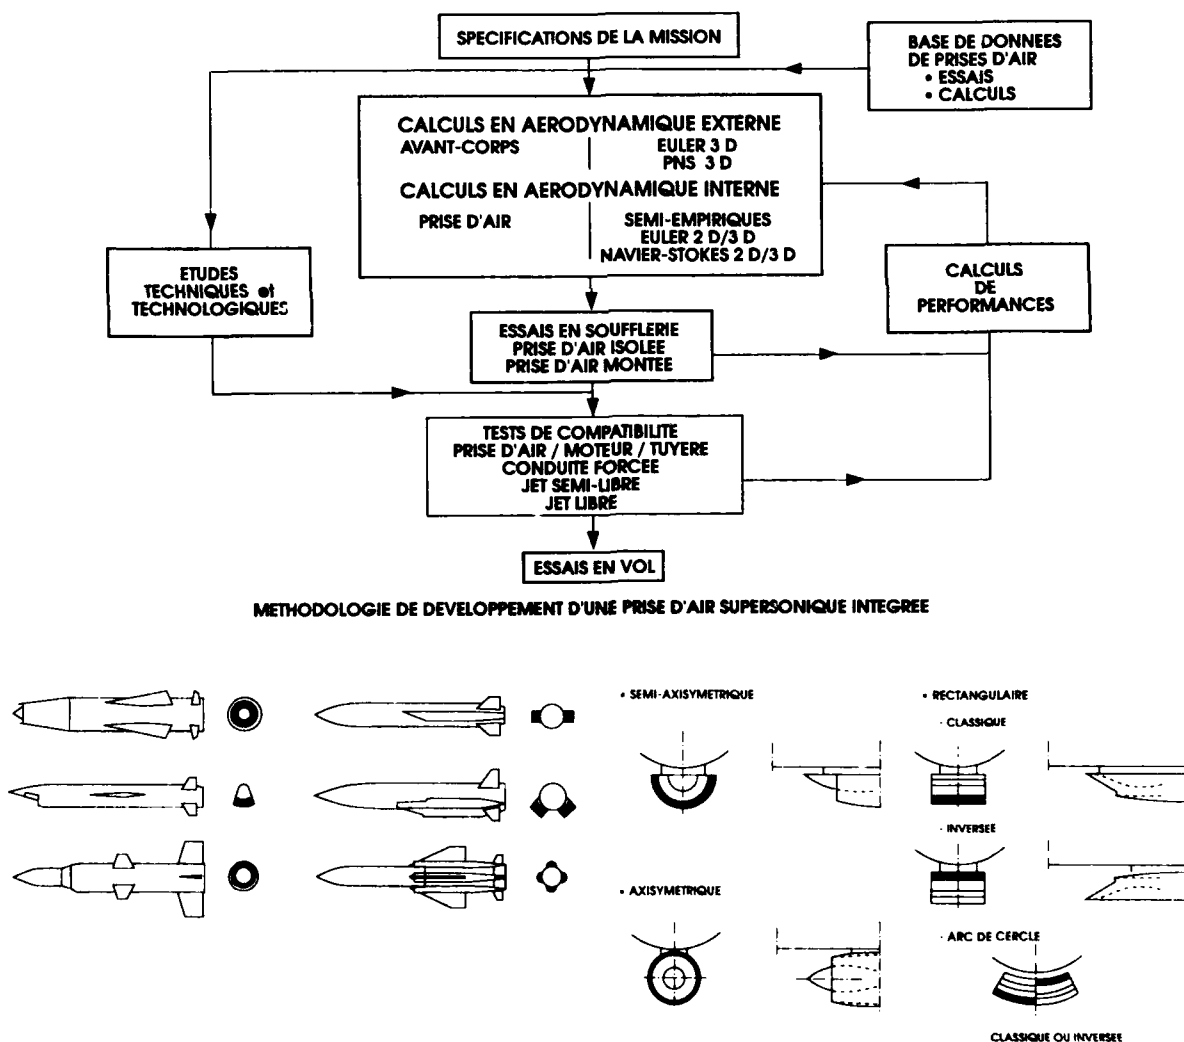 SPECIFICATIONS DE LA MISSION
BASE DE DONNEES
DE PRISES D'AIR
• ESSAIS
• CALCULS
CALCULS EN AERODYNAMIQUE EXTERNE
AVANT-CORPS
EULER 3 D
PNS 3 D
CALCULS EN AERODYNAMIQUE INTERNE
PRISE D'AIR
SEMI-EMPIRIQUES
EULER 2 D/3 D
NAVIER-STOKES 2 D/3 D
ETUDES
TECHNIQUES et
TECHNOLOGIQUES
CALCULS
DE
PERFORMANCES
ESSAIS EN SOUFFLERIE
PRISE D'AIR ISOLEE
PRISE D'AIR MONTEE
TESTS DE COMPATIBILITE
PRISE D'AIR / MOTEUR / TUYERE
CONDUITE FORCEE
JET SEMI-LIBRE
JET LIBRE
ESSAIS EN VOL
METHODOLOGIE DE DEVELOPPEMENT D'UNE PRISE D'AIR SUPERSONIQUE INTEGREE
• SEMI-AXISYMETRIQUE
• RECTANGULAIRE
- CLASSIQUE
- INVERSEE
• AXISYMETRIQUE
- ARC DE CERCLE
CLASSIQUE OU INVERSEE